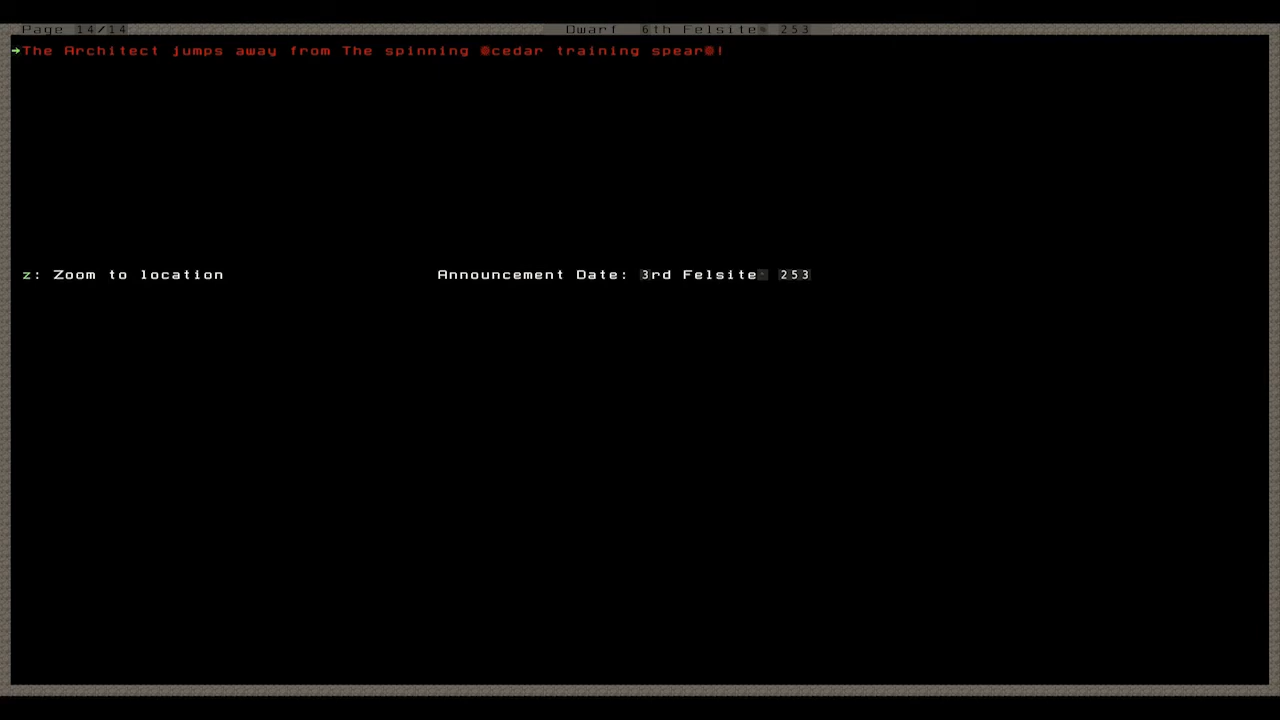 Page 14/14 Dwarf 6th Felsite 253
→The Architect jumps away from The spinning ☼cedar training spear☼!
z: Zoom to location Announcement Date: 3rd Felsite 253